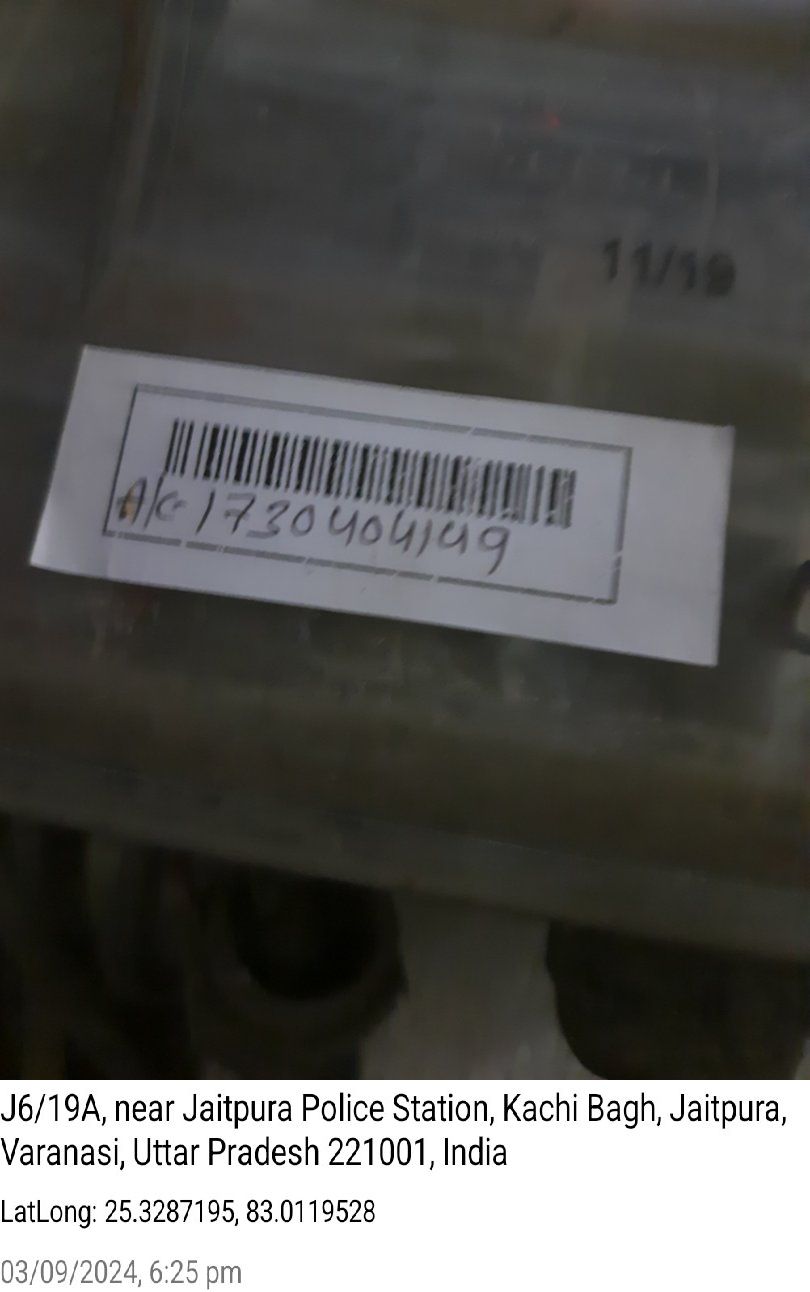 11/19
A/c 1730404149
J6/19A, near Jaitpura Police Station, Kachi Bagh, Jaitpura,
Varanasi, Uttar Pradesh 221001, India
LatLong: 25.3287195, 83.0119528
03/09/2024, 6:25 pm